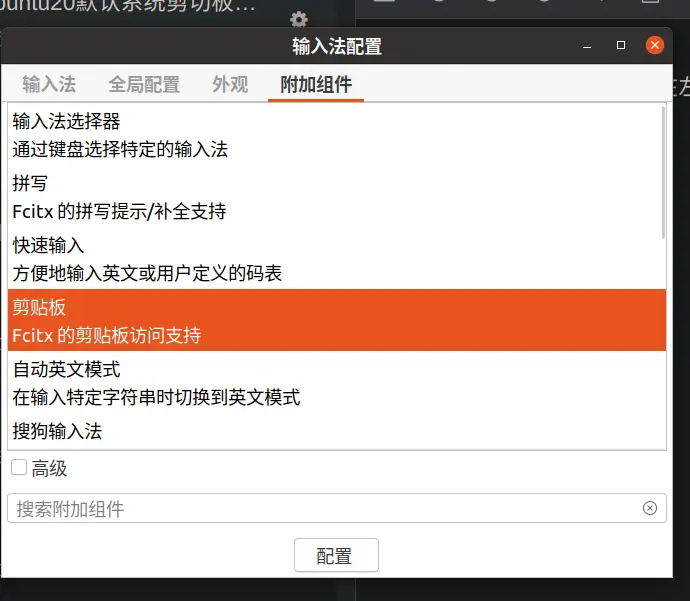 ubuntu20默认系统剪切板…
输入法配置
输入法 全局配置 外观 附加组件
输入法选择器
通过键盘选择特定的输入法
拼写
Fcitx 的拼写提示/补全支持
快速输入
方便地输入英文或用户定义的码表
剪贴板
Fcitx 的剪贴板访问支持
自动英文模式
在输入特定字符串时切换到英文模式
搜狗输入法
高级
搜索附加组件
配置